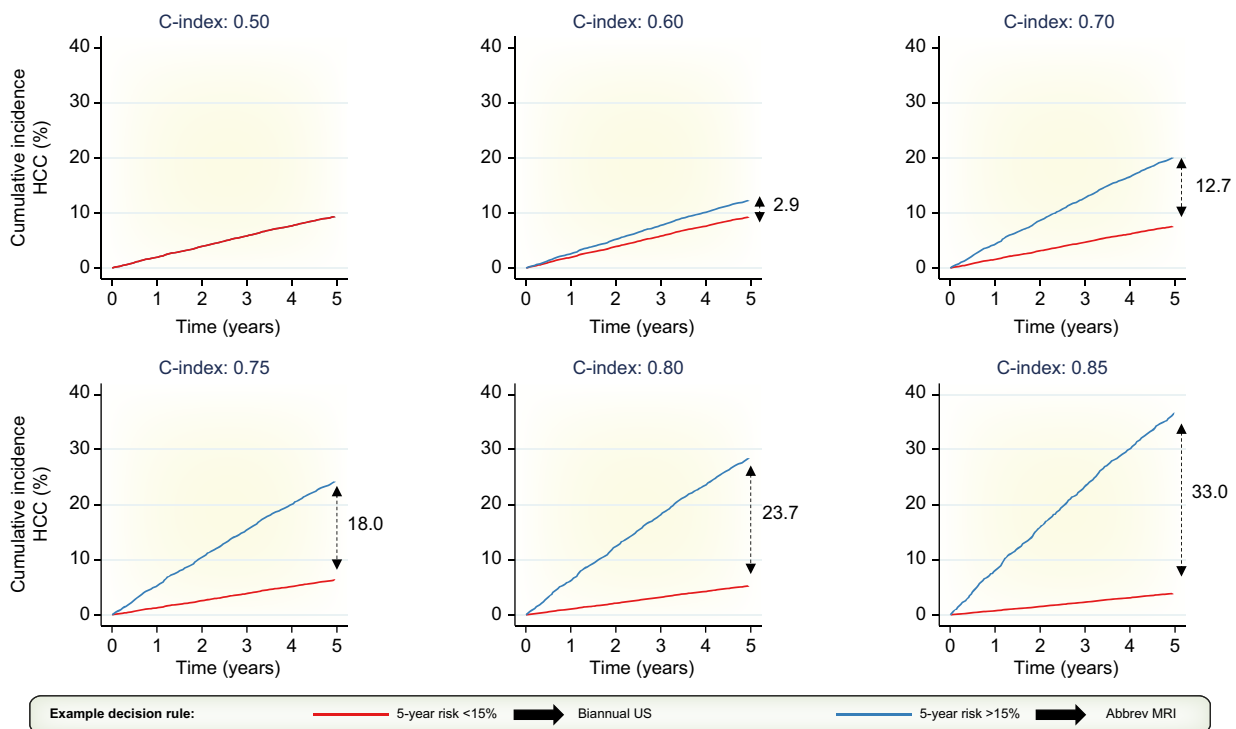 C-index: 0.50
C-index: 0.60
C-index: 0.70
Cumulative incidence
HCC (%)
40
30
20
10
0
0 1 2 3 4 5
Time (years)
40
30
20
10
0
2.9
0 1 2 3 4 5
Time (years)
40
30
20
10
0
12.7
0 1 2 3 4 5
Time (years)
C-index: 0.75
C-index: 0.80
C-index: 0.85
Cumulative incidence
HCC (%)
40
30
20
10
0
18.0
0 1 2 3 4 5
Time (years)
40
30
20
10
0
23.7
0 1 2 3 4 5
Time (years)
40
30
20
10
0
33.0
0 1 2 3 4 5
Time (years)
Example decision rule: 5-year risk <15% Biannual US 5-year risk >15% Abbrev MRI